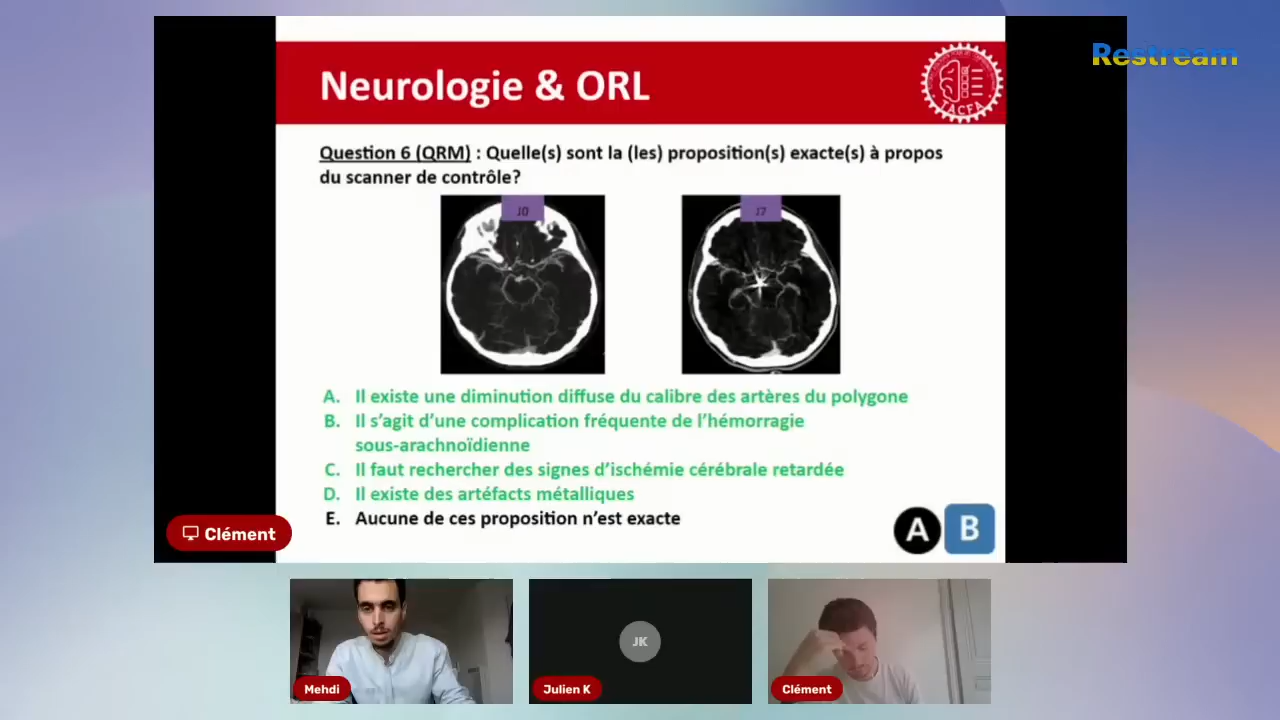 Restream
Neurologie & ORL
TACFA
Question 6 (QRM) : Quelle(s) sont la (les) proposition(s) exacte(s) à propos
du scanner de contrôle?
J0
J7
A. Il existe une diminution diffuse du calibre des artères du polygone
B. Il s’agit d’une complication fréquente de l’hémorragie
sous-arachnoïdienne
C. Il faut rechercher des signes d’ischémie cérébrale retardée
D. Il existe des artéfacts métalliques
E. Aucune de ces proposition n’est exacte
A B
Clément
JK
Mehdi
Julien K
Clément